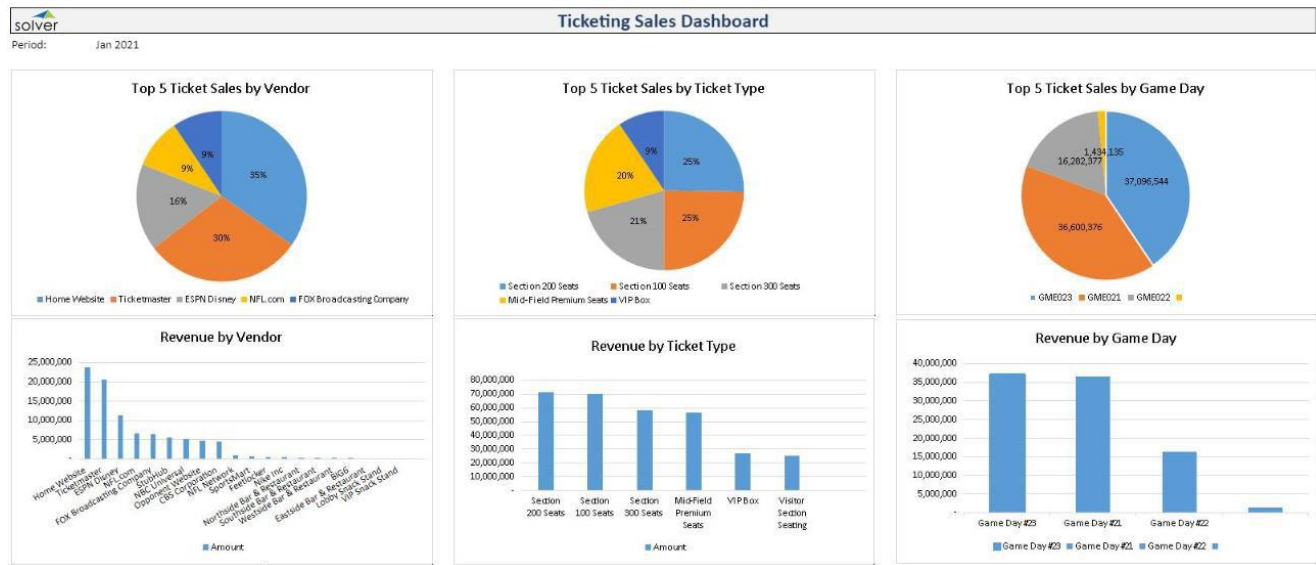 solver
Ticketing Sales Dashboard
Period: Jan 2021
Top 5 Ticket Sales by Vendor
9%
35%
9%
16%
30%
Home Website Ticketmaster ESPN Disney NFL.com FOX Broadcasting Company
Top 5 Ticket Sales by Ticket Type
9%
25%
20%
21%
25%
Section 200 Seats Section 100 Seats Section 300 Seats
Mid-Field Premium Seats VIP Box
Top 5 Ticket Sales by Game Day
1,434,135
16,282,377
37,096,544
36,600,376
GME023 GME021 GME022
Revenue by Vendor
25,000,000
20,000,000
15,000,000
10,000,000
5,000,000
-
Home Website
Ticketmaster
ESPN Disney
NFL.com
FOX Broadcasting Company
StubHub
NBC Universal
Opponent Website
CBS Corporation
NFL Network
SportsMart
Feetlocker
Nike Inc
Northside Bar & Restaurant
Southside Bar & Restaurant
Westside Bar & Restaurant
BIG6
Eastside Bar & Restaurant
Lobby Snack Stand
VIP Snack Stand
Amount
Revenue by Ticket Type
80,000,000
70,000,000
60,000,000
50,000,000
40,000,000
30,000,000
20,000,000
10,000,000
-
Section 200 Seats
Section 100 Seats
Section 300 Seats
Mid-Field Premium Seats
VIP Box
Visitor Section Seating
Amount
Revenue by Game Day
40,000,000
35,000,000
30,000,000
25,000,000
20,000,000
15,000,000
10,000,000
5,000,000
-
Game Day #23 Game Day #21 Game Day #22
Game Day #23 Game Day #21 Game Day #22